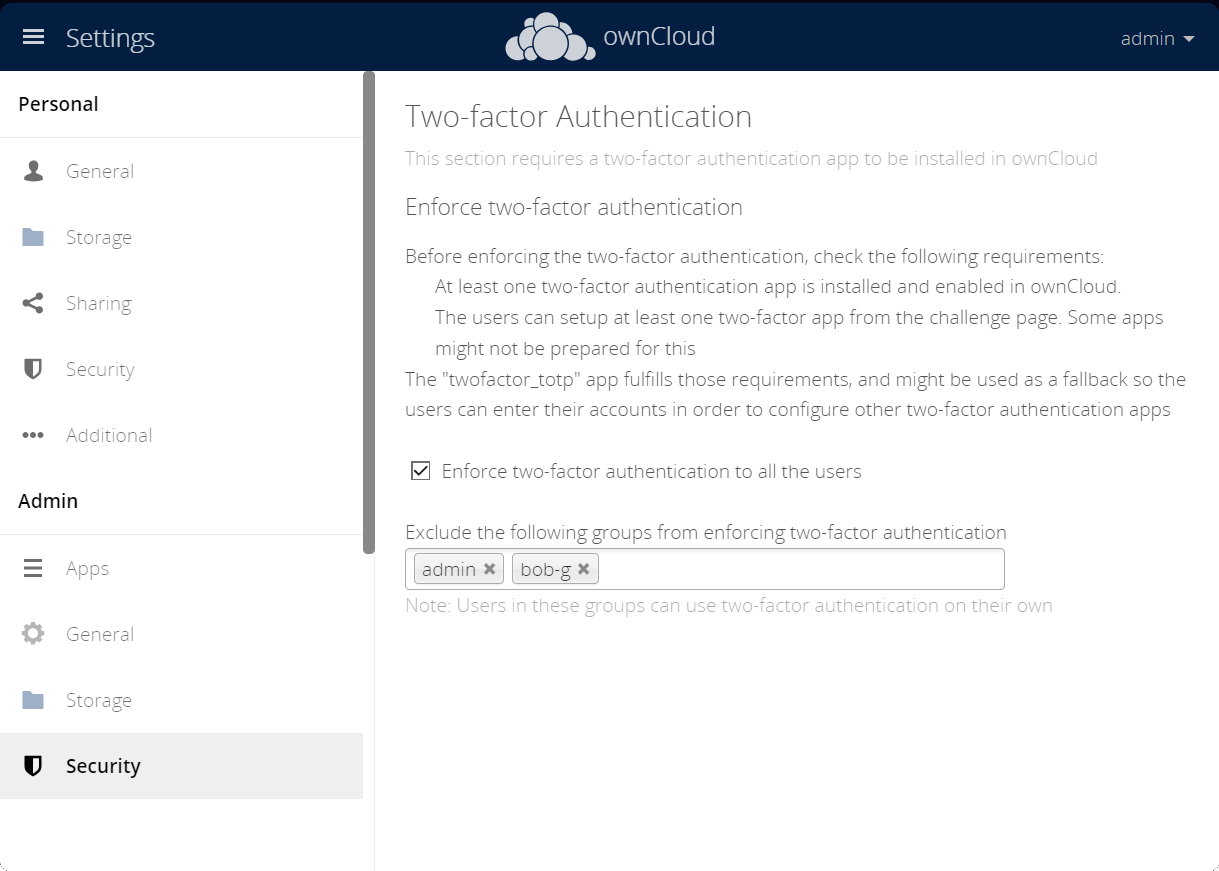 Settings
ownCloud
admin
Personal
General
Storage
Sharing
Security
Additional
Admin
Apps
General
Storage
Security
Two-factor Authentication
This section requires a two-factor authentication app to be installed in ownCloud
Enforce two-factor authentication
Before enforcing the two-factor authentication, check the following requirements:
At least one two-factor authentication app is installed and enabled in ownCloud.
The users can setup at least one two-factor app from the challenge page. Some apps
might not be prepared for this
The "twofactor_totp" app fulfills those requirements, and might be used as a fallback so the
users can enter their accounts in order to configure other two-factor authentication apps
Enforce two-factor authentication to all the users
Exclude the following groups from enforcing two-factor authentication
admin bob-g
Note: Users in these groups can use two-factor authentication on their own